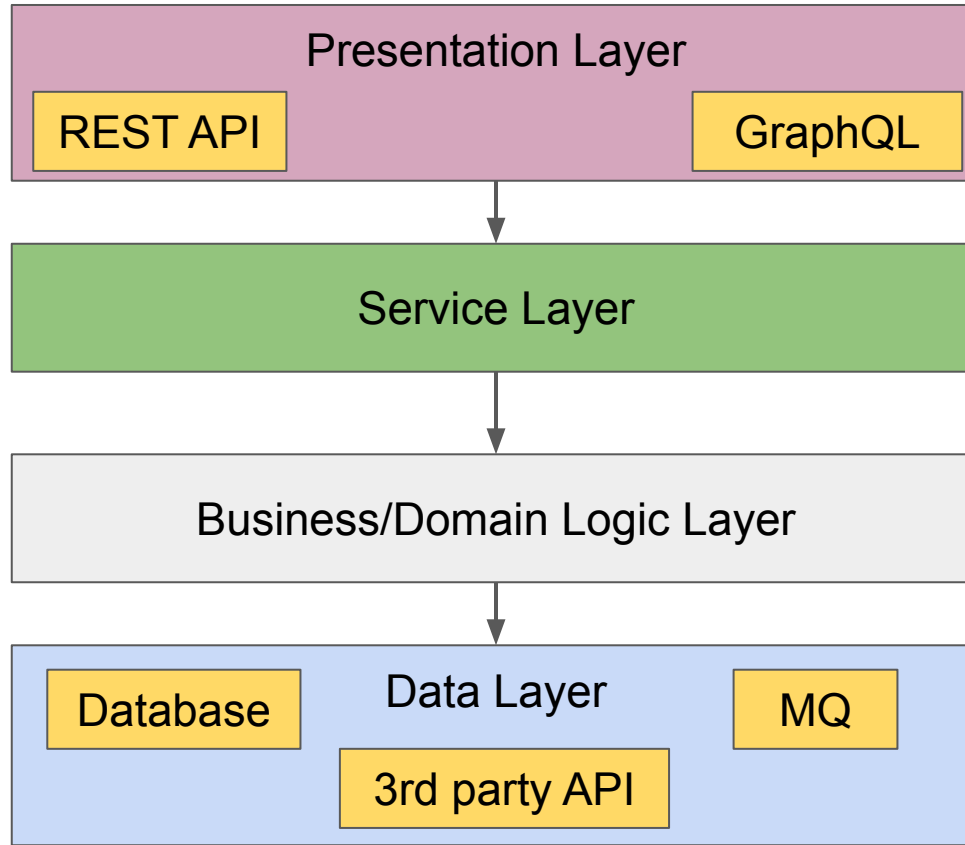 Presentation Layer
REST API
GraphQL
Service Layer
Business/Domain Logic Layer
Database
Data Layer
MQ
3rd party API